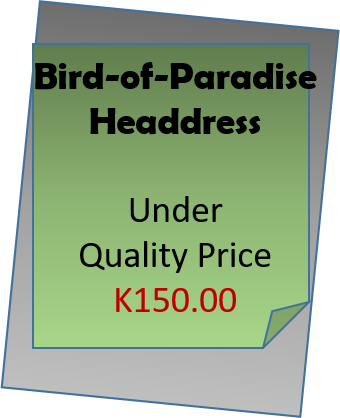 Bird-of-Paradise
Headdress
Under
Quality Price
K150.00